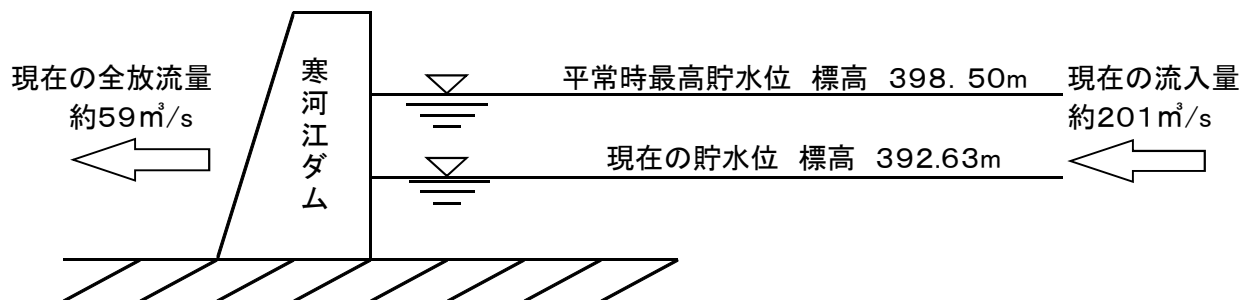 現在の全放流量
約59㎥/s
寒河江ダム
平常時最高貯水位 標高 398.50m
現在の貯水位 標高 392.63m
現在の流入量
約201㎥/s